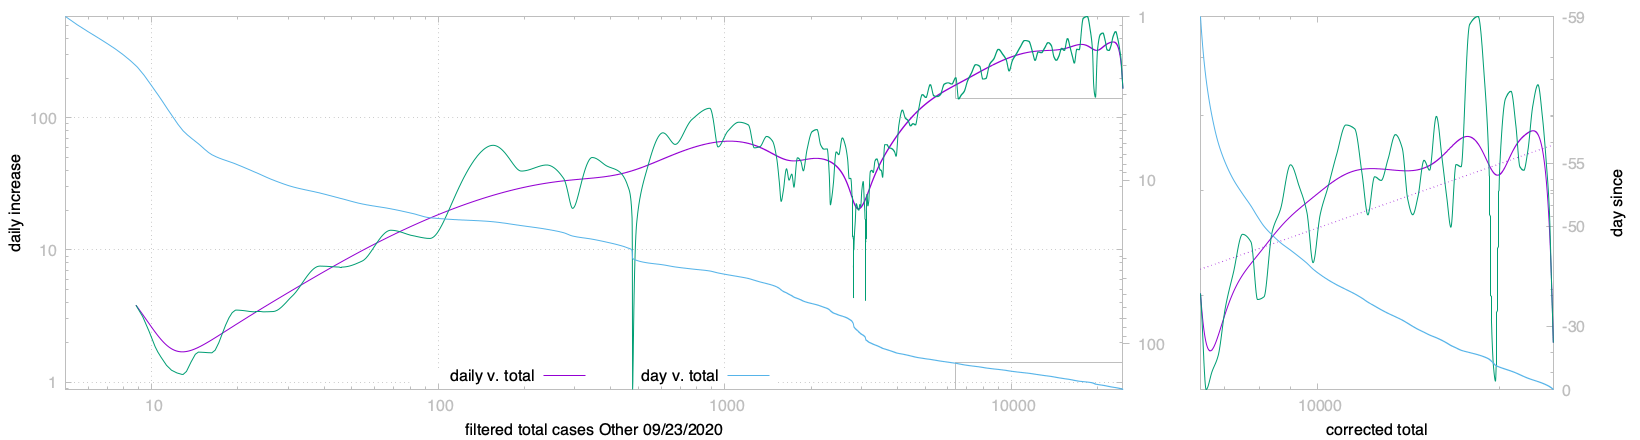 1
-59
100
10
daily increase
-55
-50
day since
10
-30
100
daily v. total
day v. total
1
0
10
100
1000
10000
10000
filtered total cases Other 09/23/2020
corrected total